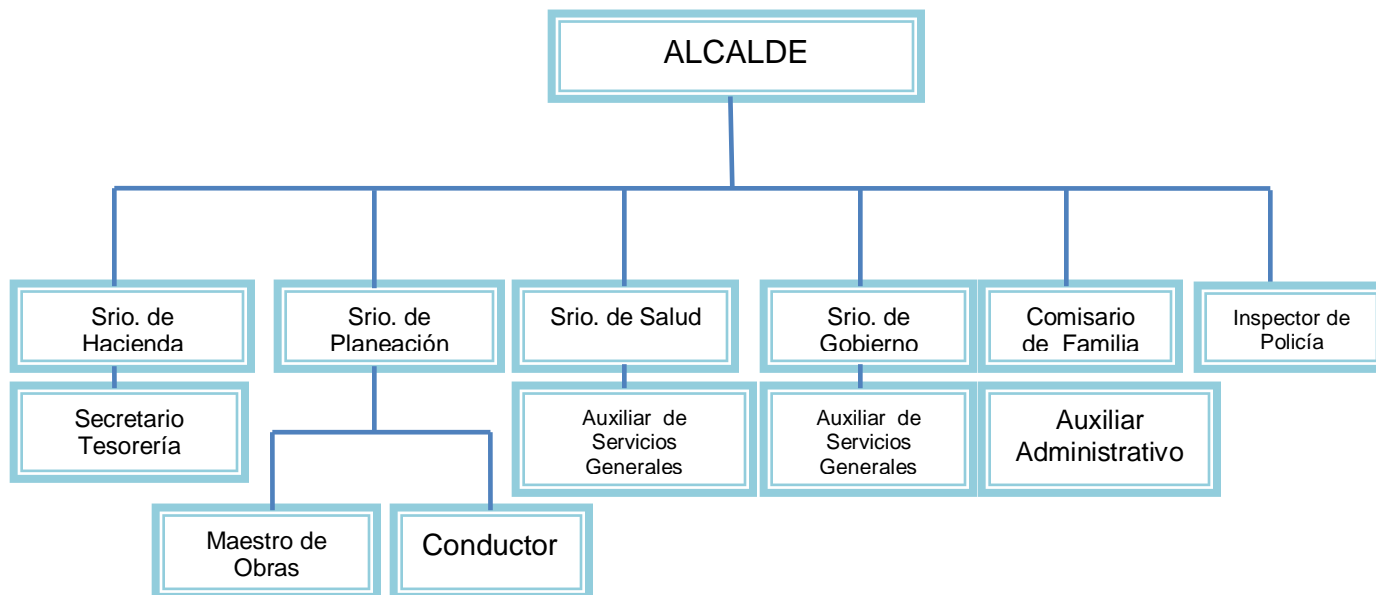 ALCALDE
Srio. de
Hacienda
Srio. de
Planeación
Srio. de Salud
Srio. de
Gobierno
Comisario
de Familia
Inspector de
Policía
Secretario
Tesorería
Auxiliar de
Servicios
Generales
Auxiliar de
Servicios
Generales
Auxiliar
Administrativo
Maestro de
Obras
Conductor